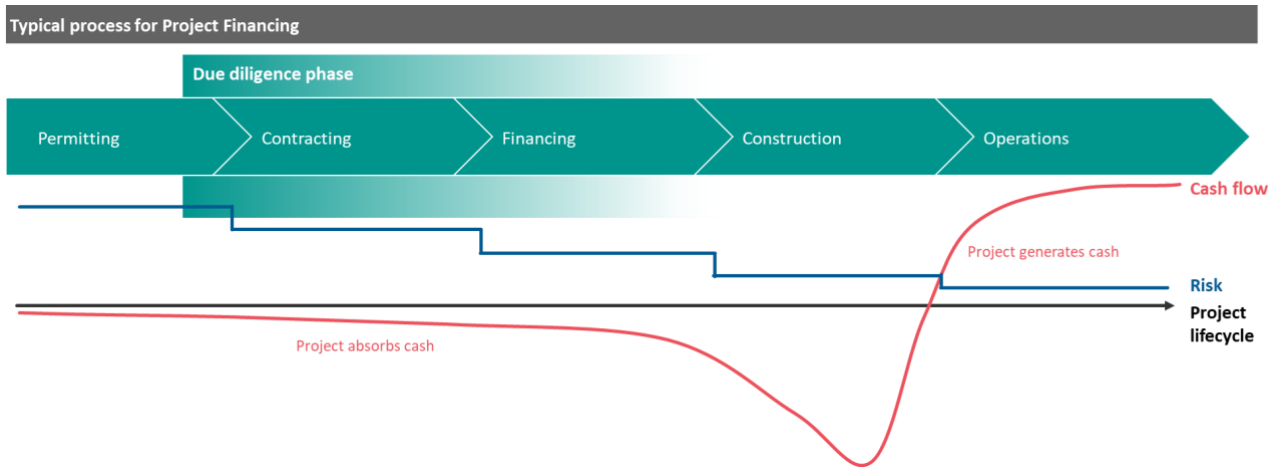 Typical process for Project Financing
Due diligence phase
Permitting
Contracting
Financing
Construction
Operations
Cash flow
Project generates cash
Risk
Project
lifecycle
Project absorbs cash